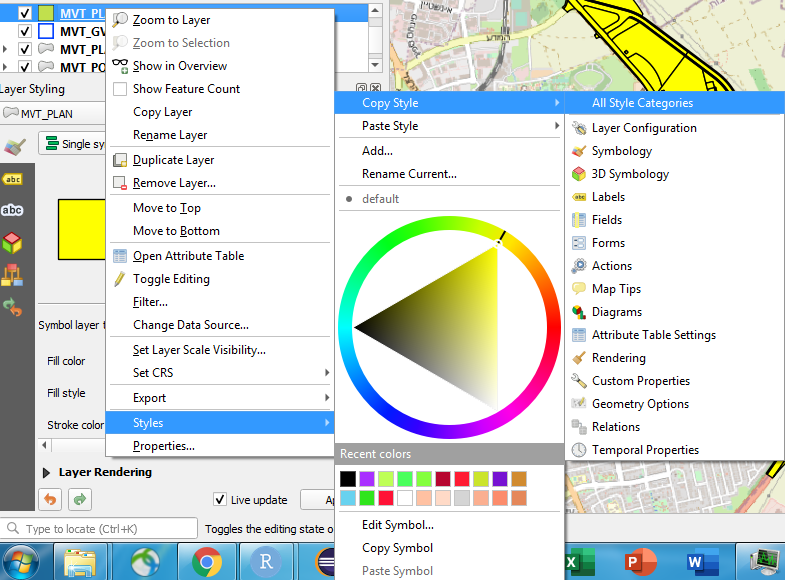 MVT_PLAN
MVT_GV
MVT_PLA
MVT_PO
Layer Styling
MVT_PLAN
Single sy
abc
abc
Symbol layer t
Fill color
Fill style
Stroke color
Layer Rendering
Live update
Ap
Type to locate (Ctrl+K)
Toggles the editing state o
Zoom to Layer
Zoom to Selection
Show in Overview
Show Feature Count
Copy Layer
Rename Layer
Duplicate Layer
Remove Layer...
Move to Top
Move to Bottom
Open Attribute Table
Toggle Editing
Filter...
Change Data Source...
Set Layer Scale Visibility...
Set CRS
Export
Styles
Properties...
Copy Style
Paste Style
Add...
Rename Current...
default
Recent colors
Edit Symbol...
Copy Symbol
Paste Symbol
All Style Categories
Layer Configuration
Symbology
3D Symbology
abc
Labels
Fields
Forms
Actions
Map Tips
Diagrams
Attribute Table Settings
Rendering
Custom Properties
Geometry Options
Relations
Temporal Properties
R
X
P
W